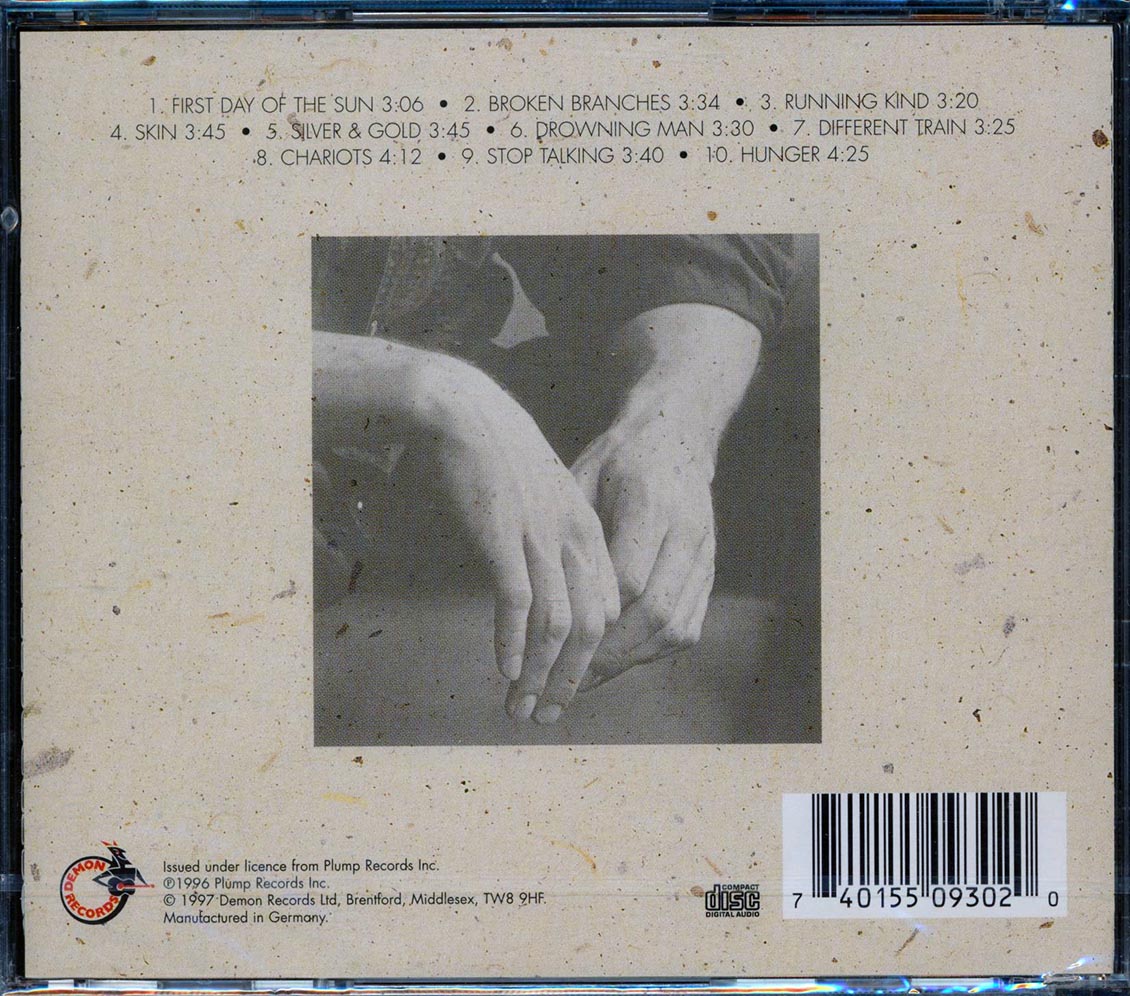 1. FIRST DAY OF THE SUN 3:06 • 2. BROKEN BRANCHES 3:34 • 3. RUNNING KIND 3:20
4. SKIN 3:45 • 5. SILVER & GOLD 3:45 • 6. DROWNING MAN 3:30 • 7. DIFFERENT TRAIN 3:25
8. CHARIOTS 4:12 • 9. STOP TALKING 3:40 • 10. HUNGER 4:25
DEMON
RECORDS
Issued under licence from Plump Records Inc.
℗1996 Plump Records Inc.
© 1997 Demon Records Ltd, Brentford, Middlesex, TW8 9HF.
Manufactured in Germany.
COMPACT
disc
DIGITAL AUDIO
7 40155 09302 0